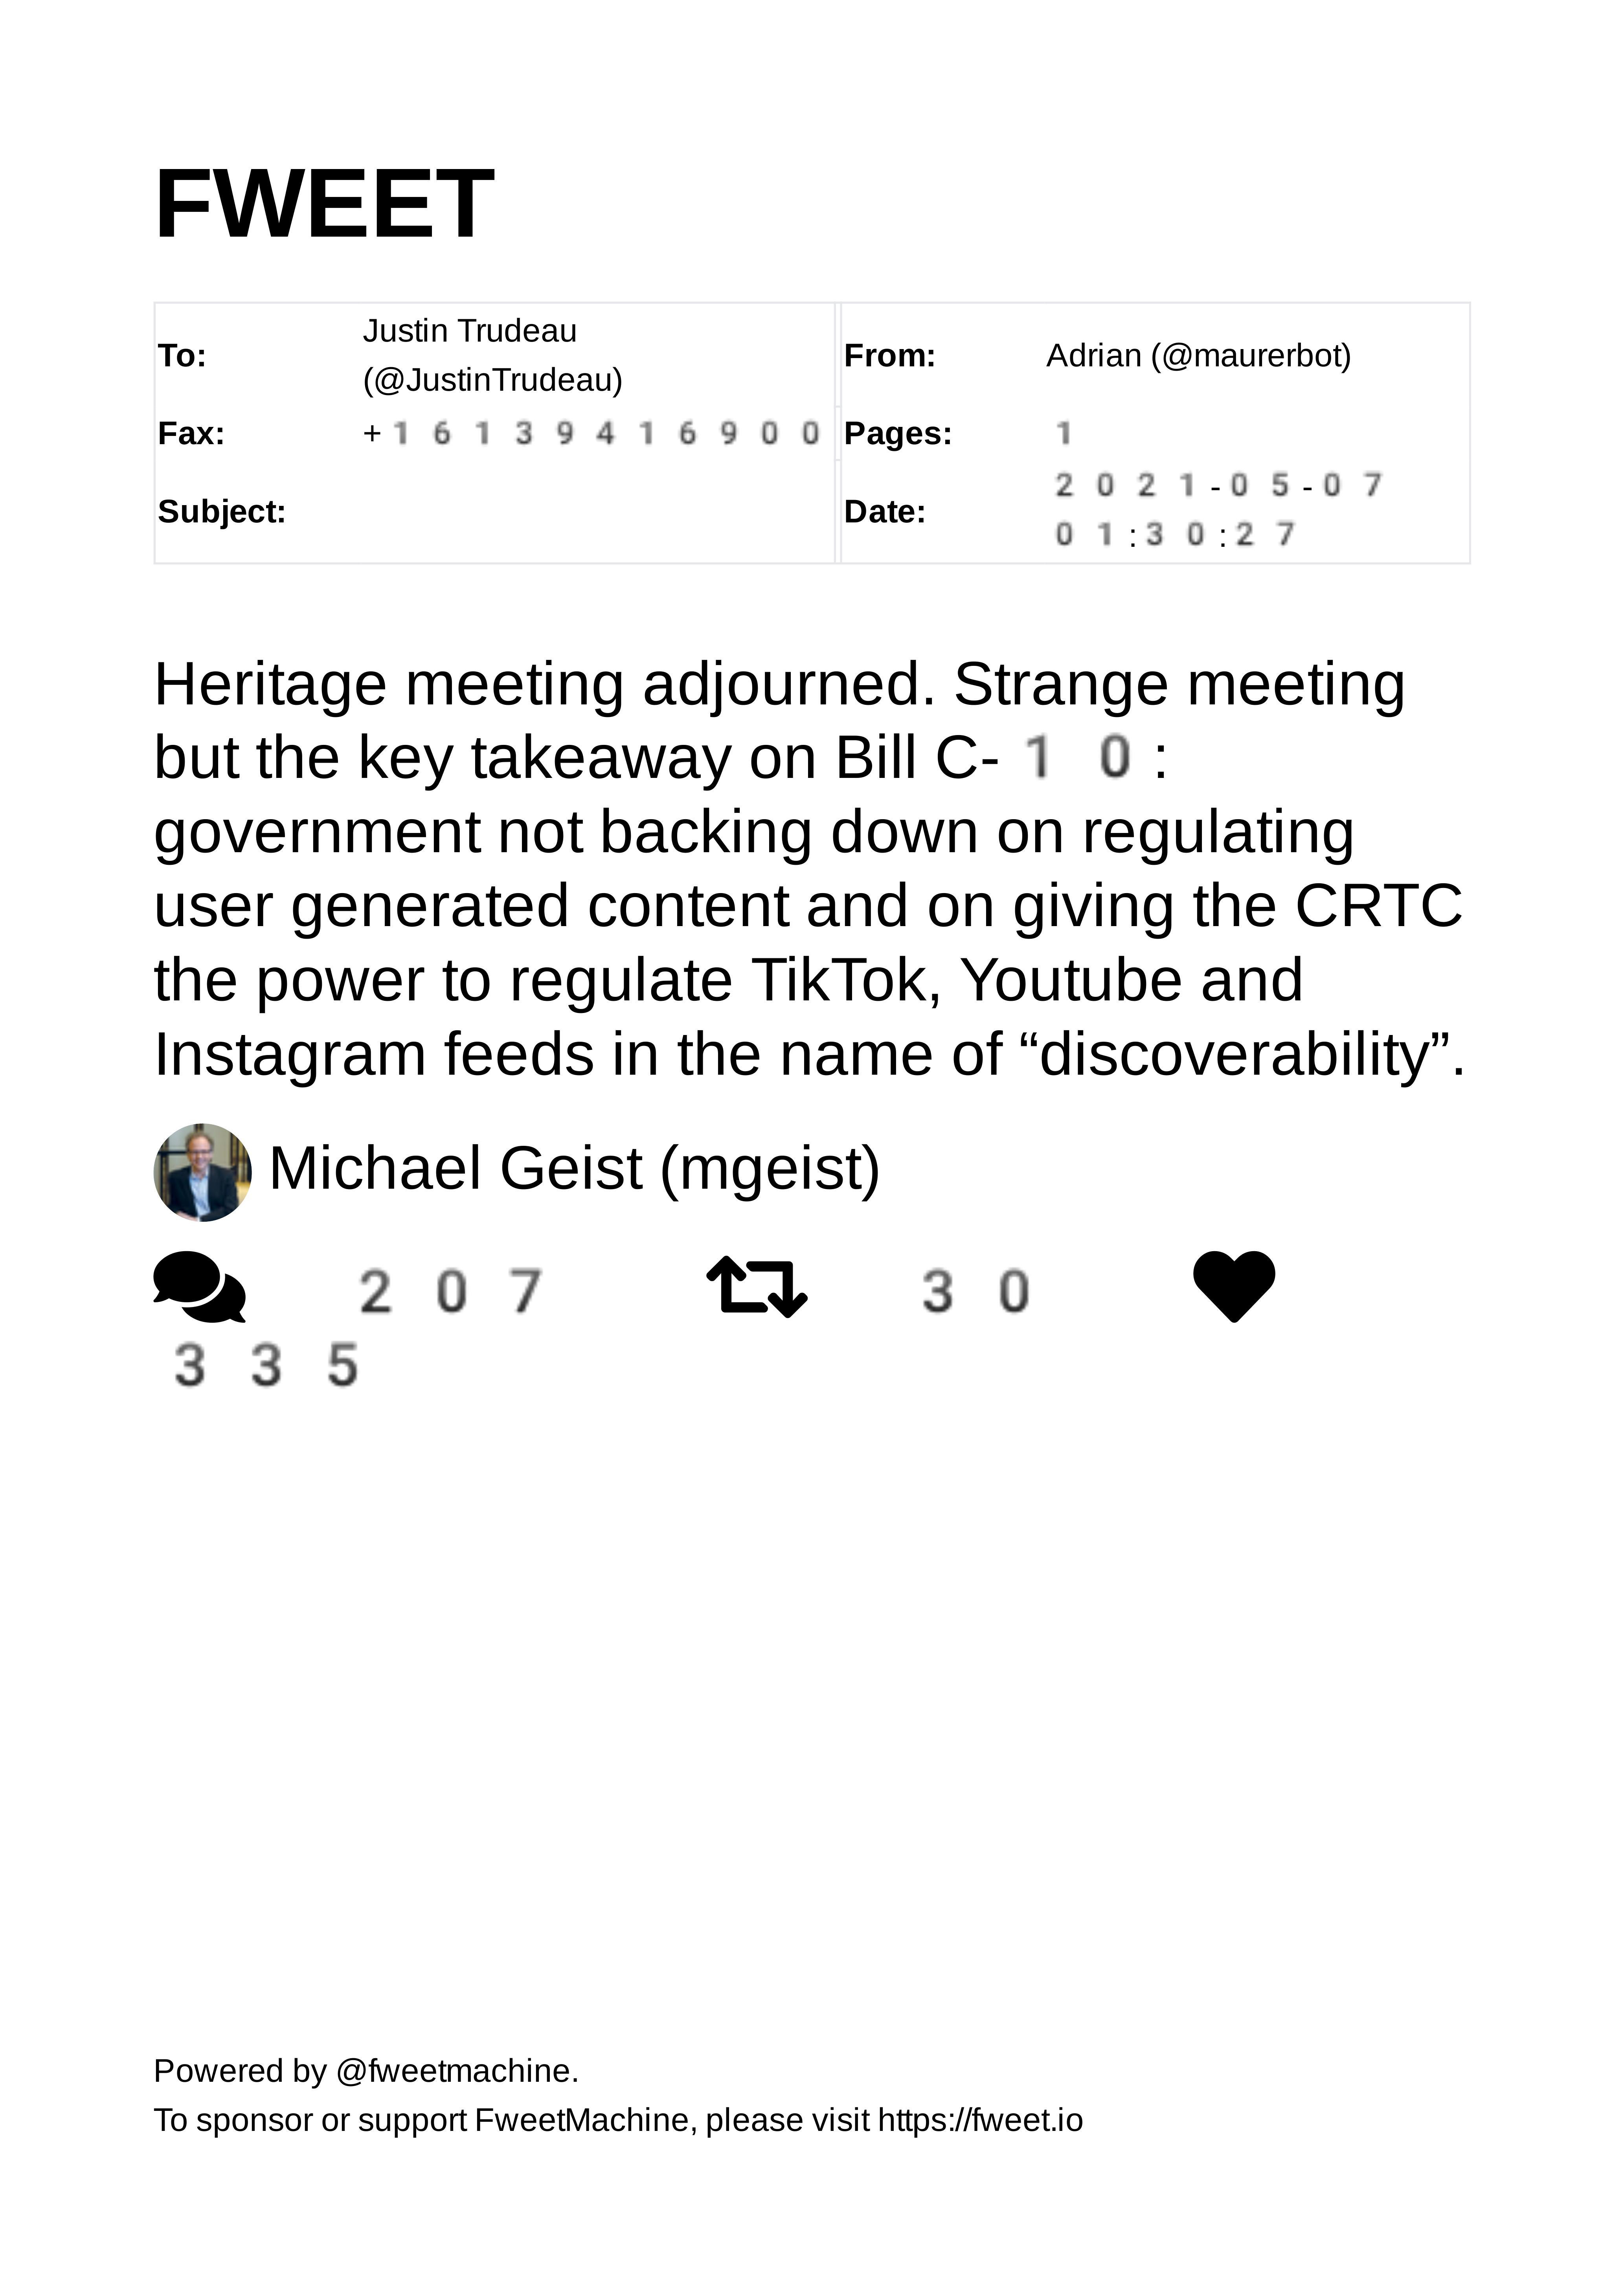 FWEET
To: Justin Trudeau (@JustinTrudeau)
From: Adrian (@maurerbot)
Fax: +16139416900
Pages: 1
Subject:
Date: 2021-05-07 01:30:27
Heritage meeting adjourned. Strange meeting
but the key takeaway on Bill C-10:
government not backing down on regulating
user generated content and on giving the CRTC
the power to regulate TikTok, Youtube and
Instagram feeds in the name of “discoverability”.
Michael Geist (mgeist)
207 30
335
Powered by @fweetmachine.
To sponsor or support FweetMachine, please visit https://fweet.io